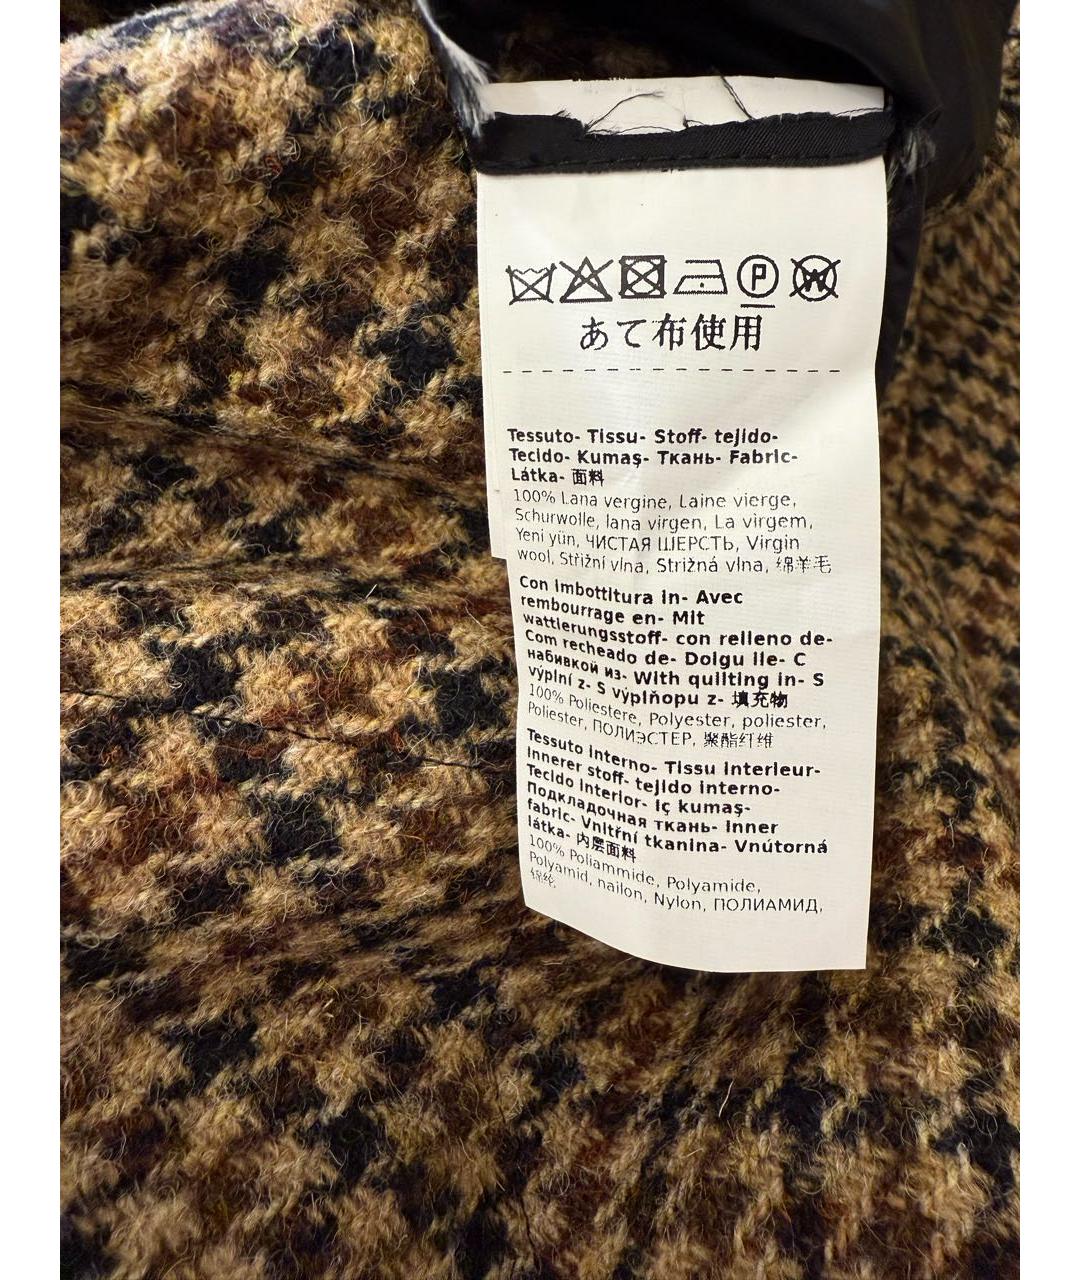 P W
あて布使用
Tessuto- Tissu- Stoff- tejido-
Tecido- Kumaş- Ткань- Fabric-
Látka- 面料
100% Lana vergine, Laine vierge,
Schurwolle, lana virgen, La virgem,
Yeni yün, ЧИСТАЯ ШЕРСТЬ, Virgin
wool, Střižní vlna, Strižná vlna, 绵羊毛
Con imbottitura in- Avec
rembourrage en- Mit
wattierungsstoff- con relleno de-
Com recheado de- Dolgu ile- C
набивкой из- With quilting in- S
výplní z- S výplňopu z- 填充物
100% Poliestere, Polyester, poliester,
Poliester, ПОЛИЭСТЕР, 聚酯纤维
Tessuto interno- Tissu interieur-
Innerer stoff- tejido interno-
Tecido interior- Iç kumaş-
Подкладочная ткань- Inner
fabric- Vnitřní tkanina- Vnútorná
látka- 内层面料
100% Poliammide, Polyamide,
Polyamid, nailon, Nylon, ПОЛИАМИД,
锦纶